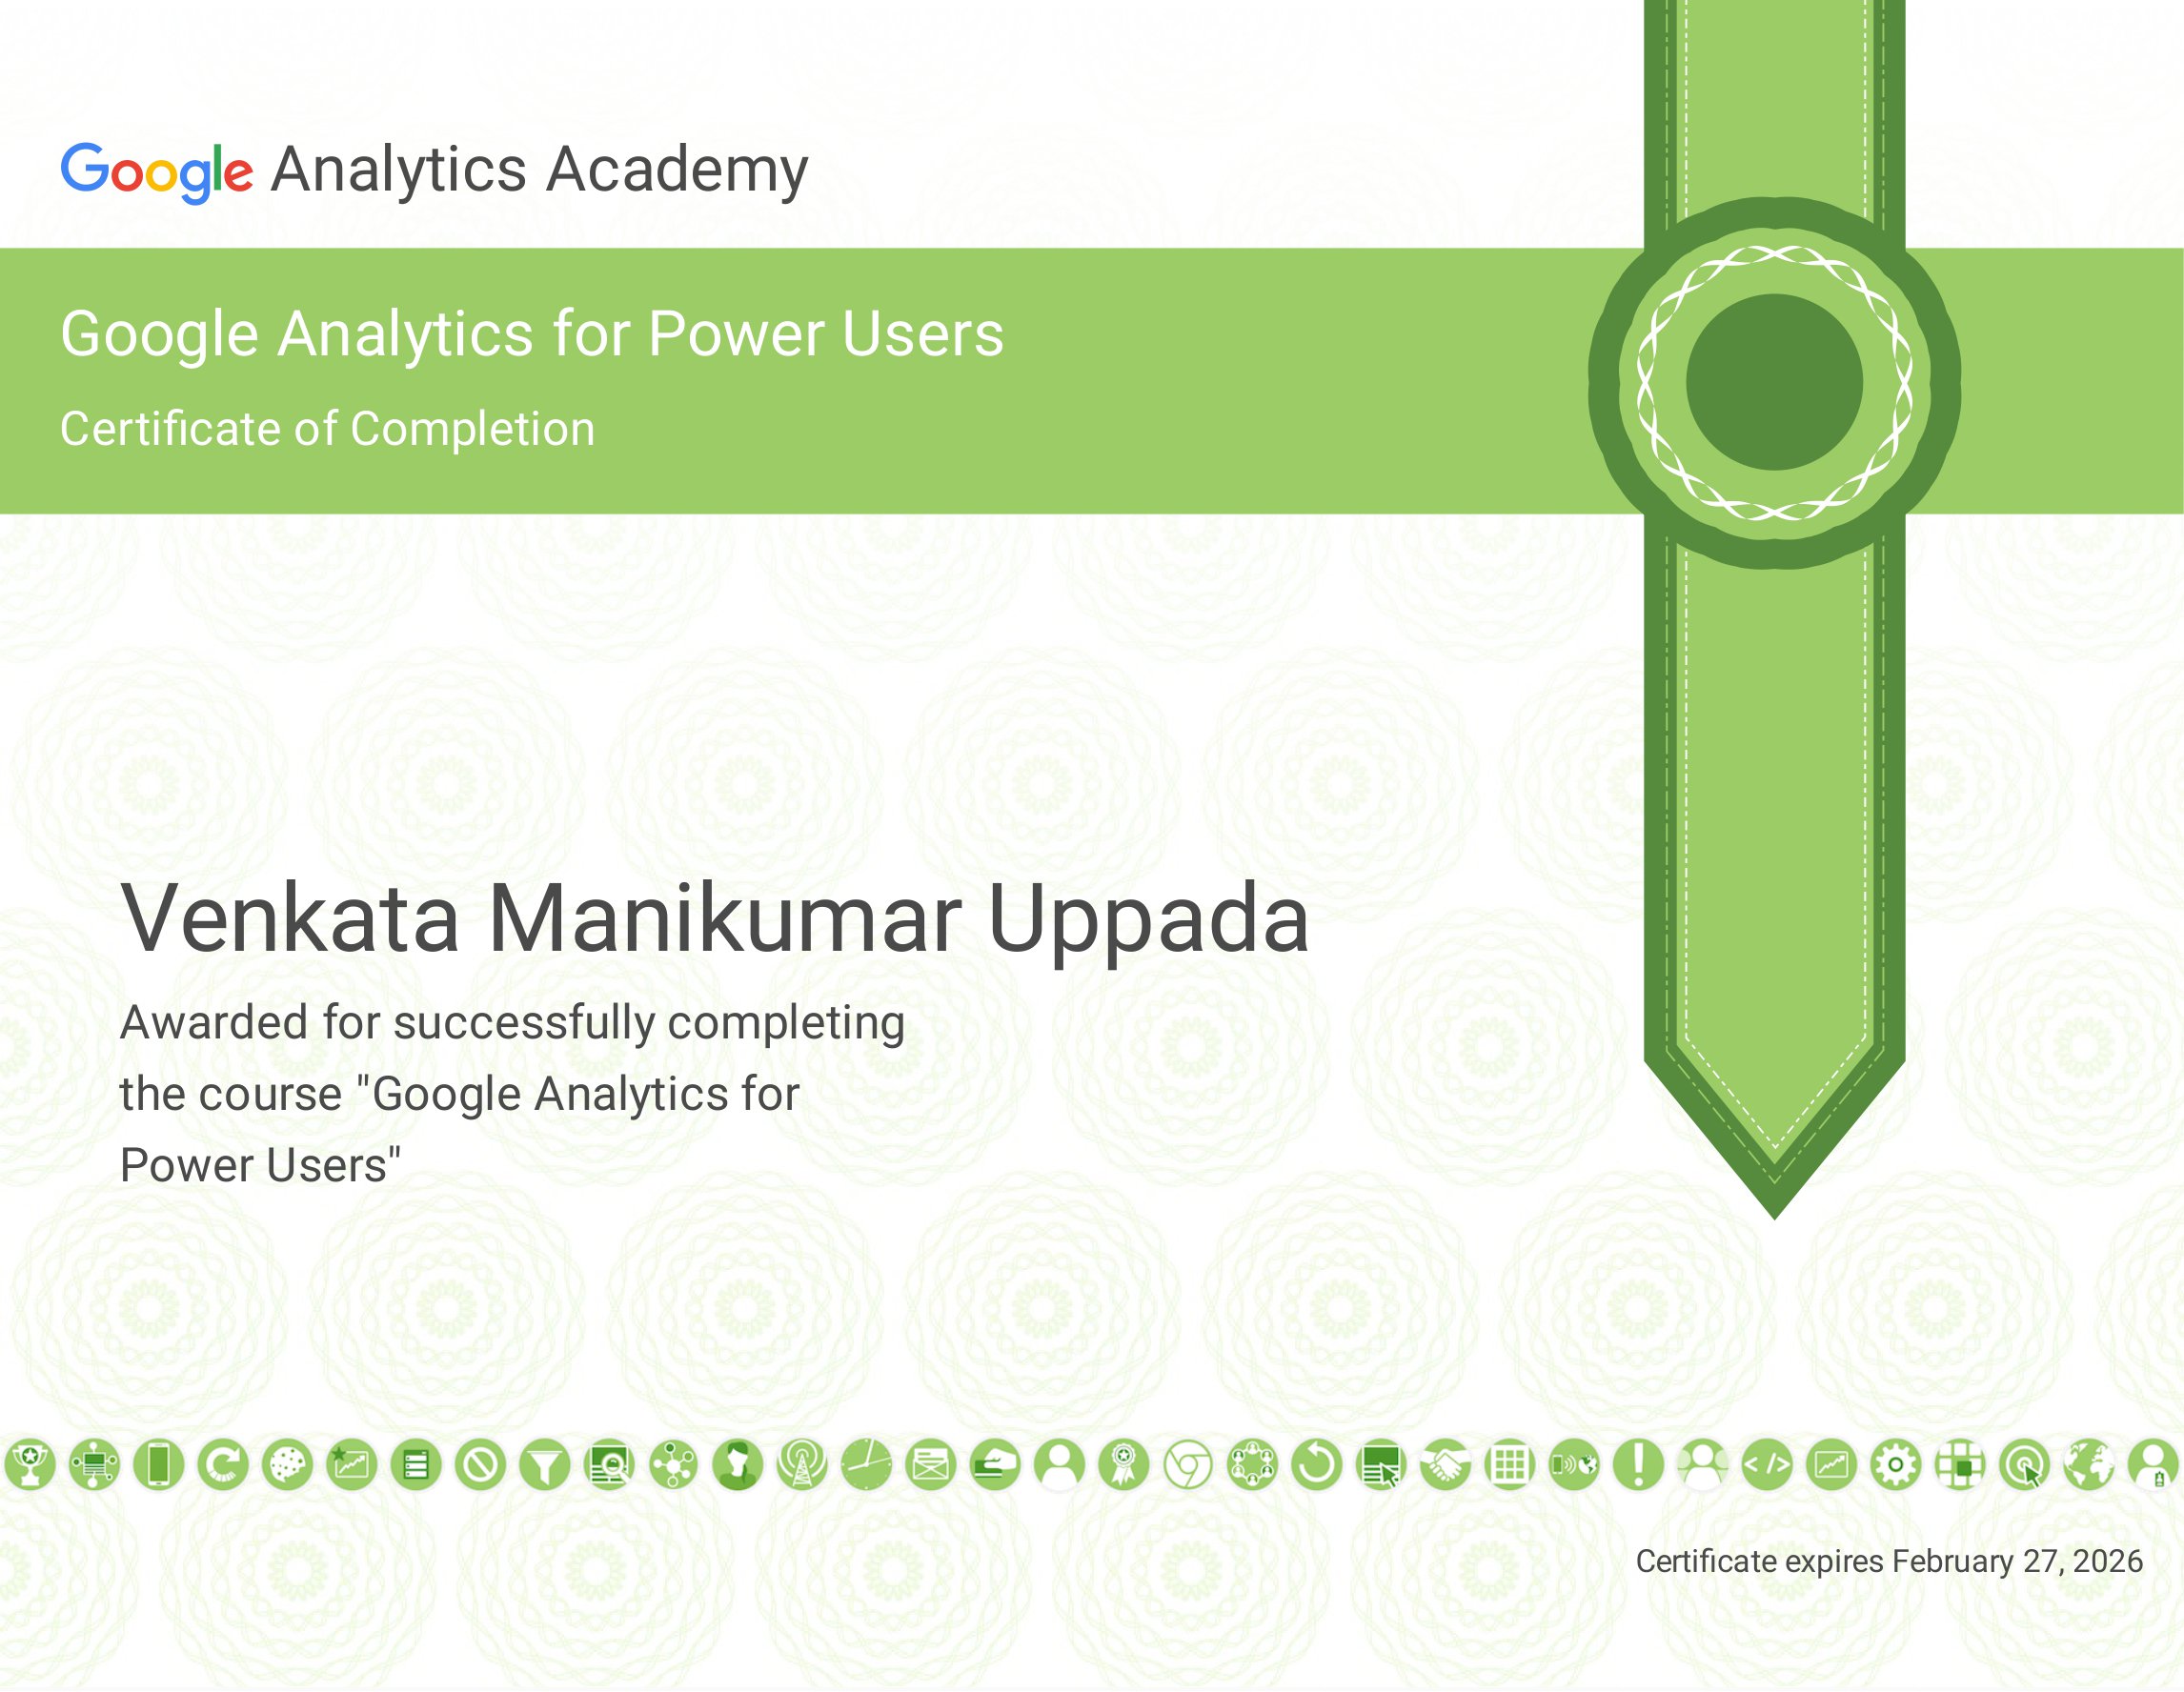 Google Analytics Academy
Google Analytics for Power Users
Certificate of Completion
Venkata Manikumar Uppada
Awarded for successfully completing
the course "Google Analytics for
Power Users"
Certificate expires February 27, 2026